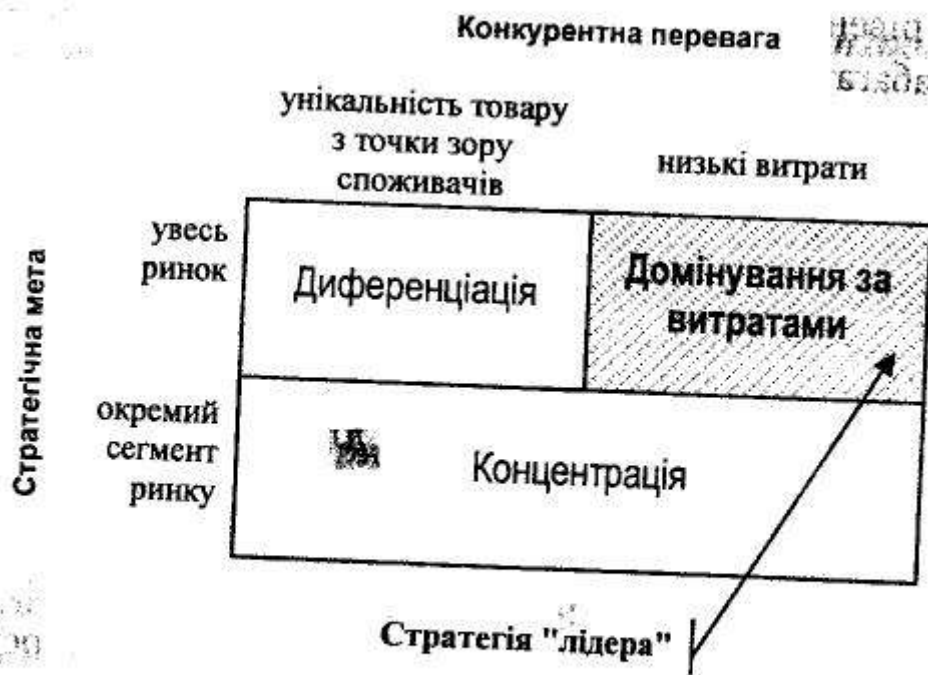 Конкурентна перевага
унікальність товару
з точки зору
споживачів
низькі витрати
Стратегічна мета
увесь
ринок
Диференціація
Домінування за
витратами
окремий
сегмент
ринку
Концентрація
Стратегія "лідера"